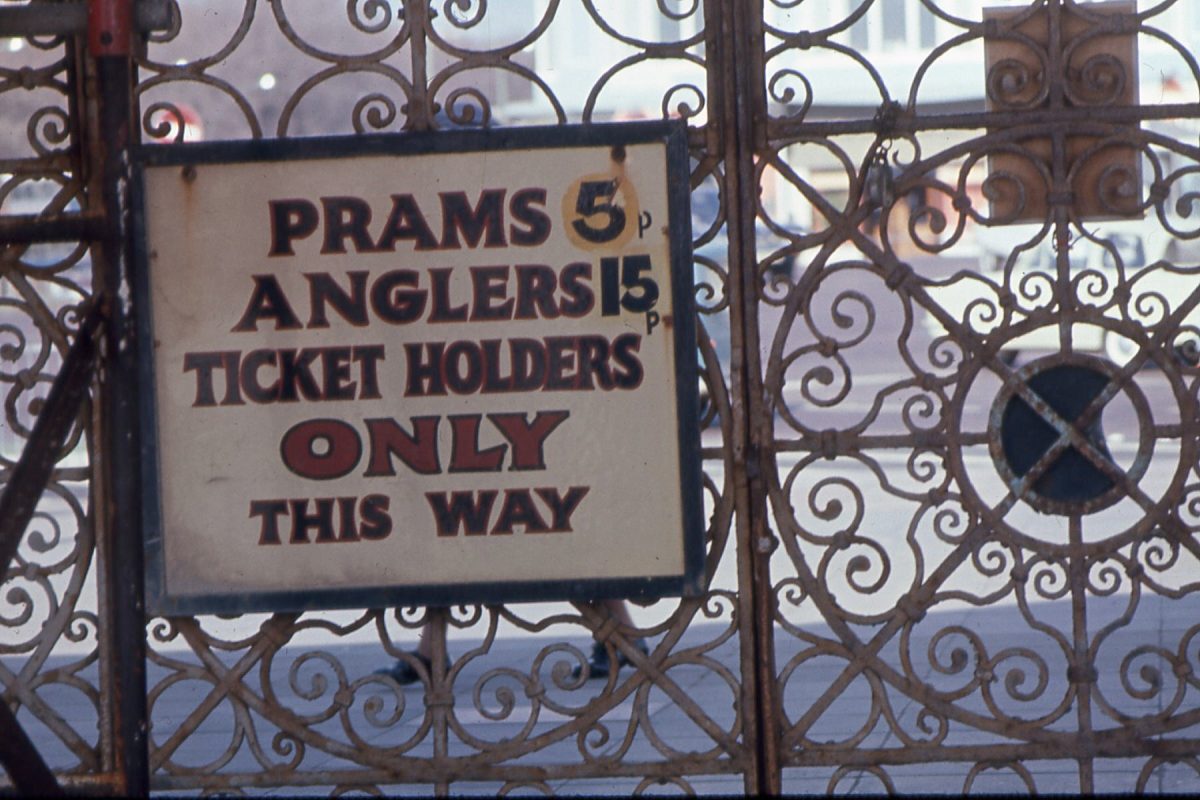 PRAMS 5p
ANGLERS 15p
TICKET HOLDERS
ONLY
THIS WAY